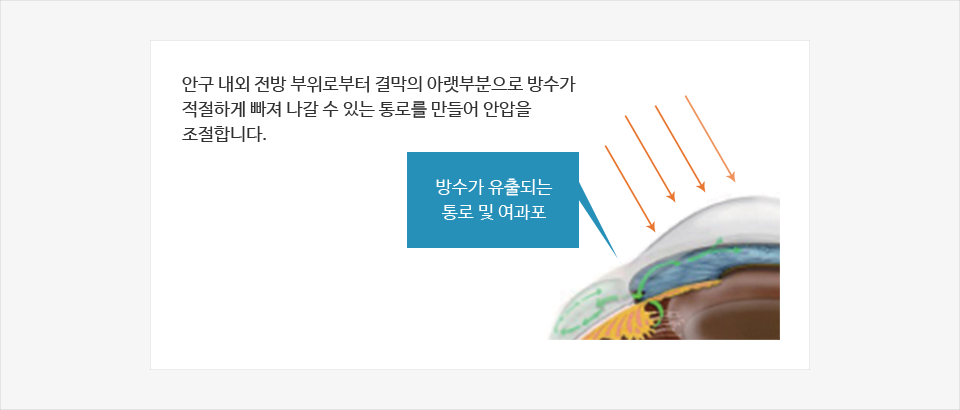 안구 내외 전방 부위로부터 결막의 아랫부분으로 방수가
적절하게 빠져 나갈 수 있는 통로를 만들어 안압을
조절합니다.
방수가 유출되는
통로 및 여과포